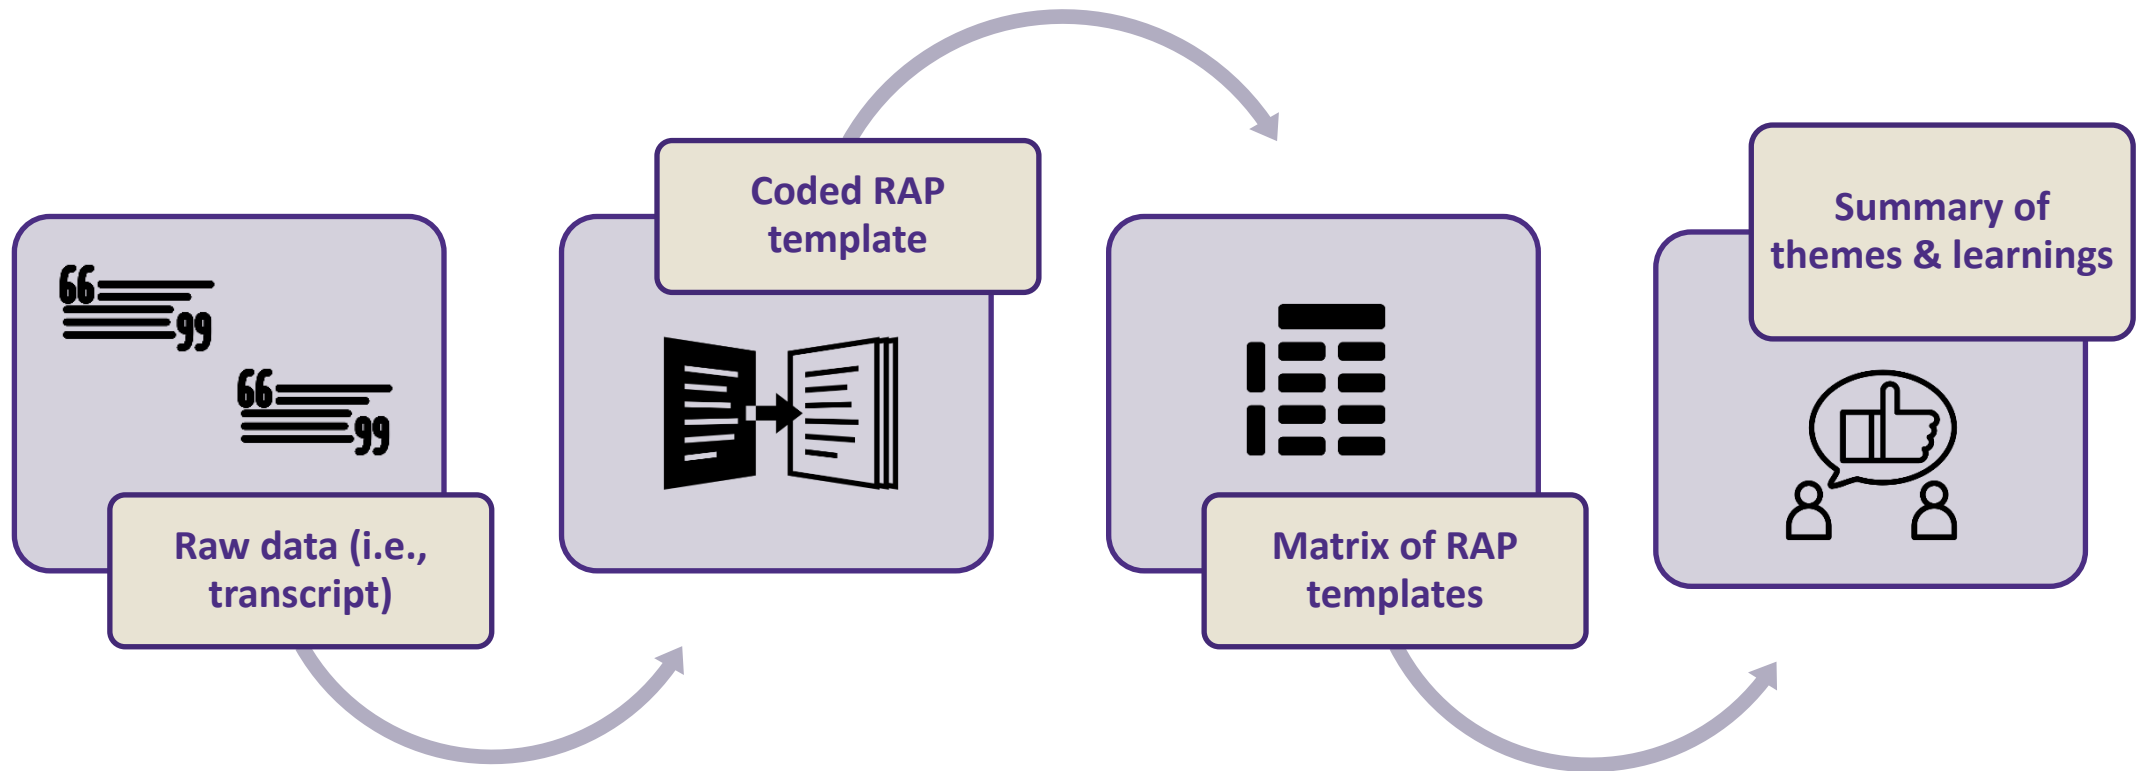 Raw data (i.e.,
transcript)
Coded RAP
template
Matrix of RAP
templates
Summary of
themes & learnings